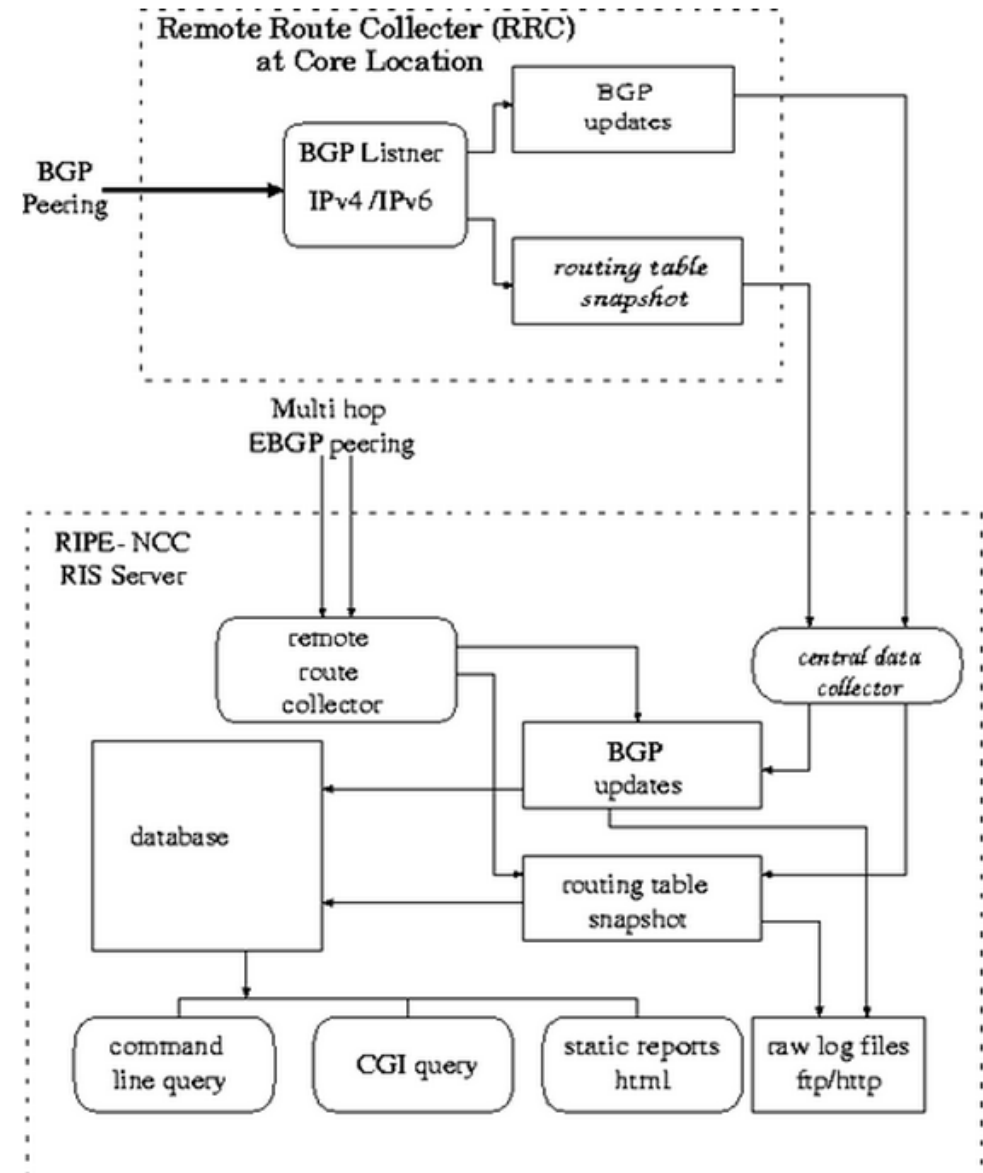 Remote Route Collecter (RRC)
at Core Location
BGP
updates
BGP Listner
IPv4 /IPv6
BGP
Peering
routing table
snapshot
Multi hop
EBGP peering
RIPE- NCC
RIS Server
remote
route
collector
central data
collector
BGP
updates
database
routing table
snapshot
command
line query
CGI query
static reports
html
raw log files
ftp/http